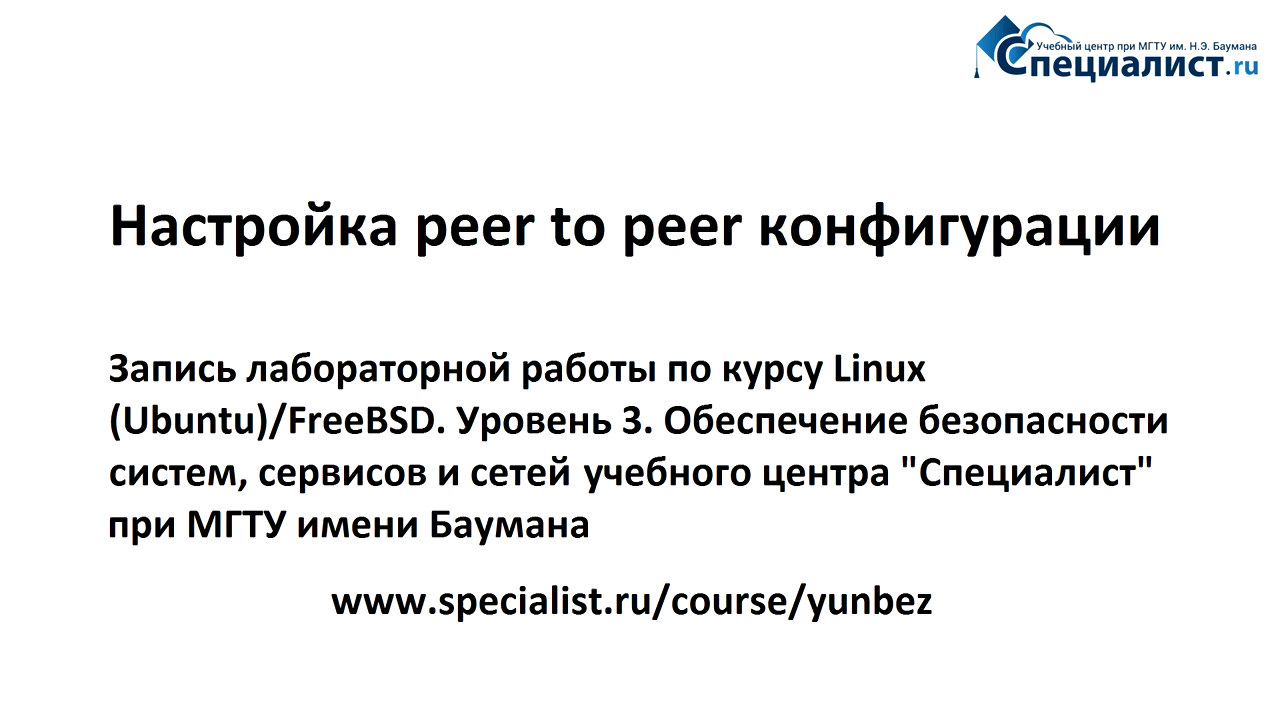 Учебный центр при МГТУ им. Н.Э. Баумана
Специалист.ru
Настройка peer to peer конфигурации
Запись лабораторной работы по курсу Linux
(Ubuntu)/FreeBSD. Уровень 3. Обеспечение безопасности
систем, сервисов и сетей учебного центра "Специалист"
при МГТУ имени Баумана
www.specialist.ru/course/yunbez